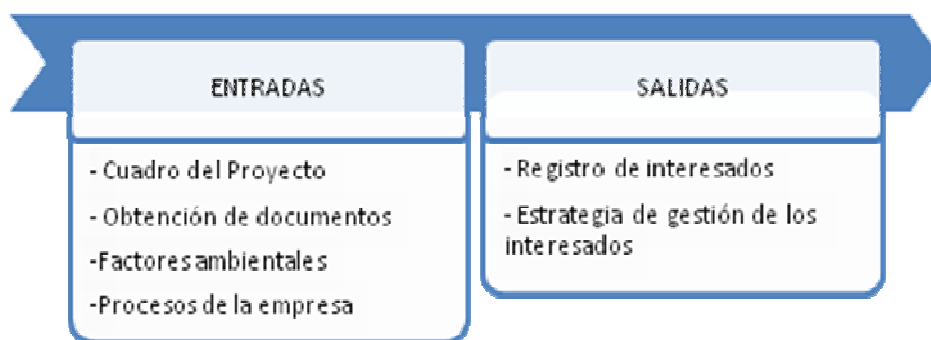 ENTRADAS
- Cuadro del Proyecto
- Obtención de documentos
-Factores ambientales
-Procesos de la empresa
SALIDAS
- Registro de interesados
- Estrategia de gestión de los
interesados